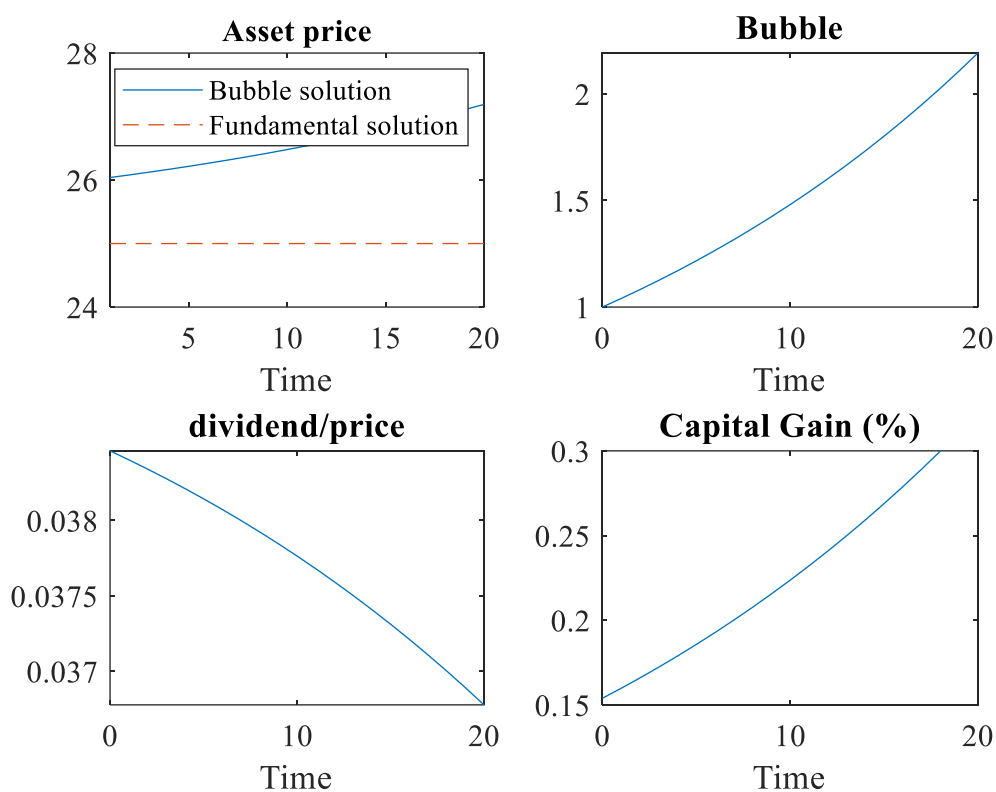 Asset price
28
26
24
Bubble solution
Fundamental solution
5 10 15 20
Time
Bubble
2
1.5
1
0 10 20
Time
dividend/price
0.038
0.0375
0.037
0 10 20
Time
Capital Gain (%)
0.3
0.25
0.2
0.15
0 10 20
Time